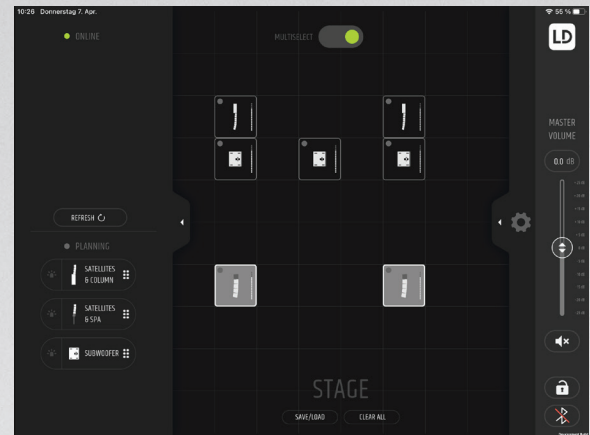 10:26 Donnerstag 7. Apr.
55 %
ONLINE
MULTISELECT
LD
MASTER
VOLUME
0.0 dB
REFRESH
PLANNING
SATELLITES
& COLUMN
SATELLITES
& SPA
SUBWOOFER
STAGE
SAVE/LOAD
CLEAR ALL